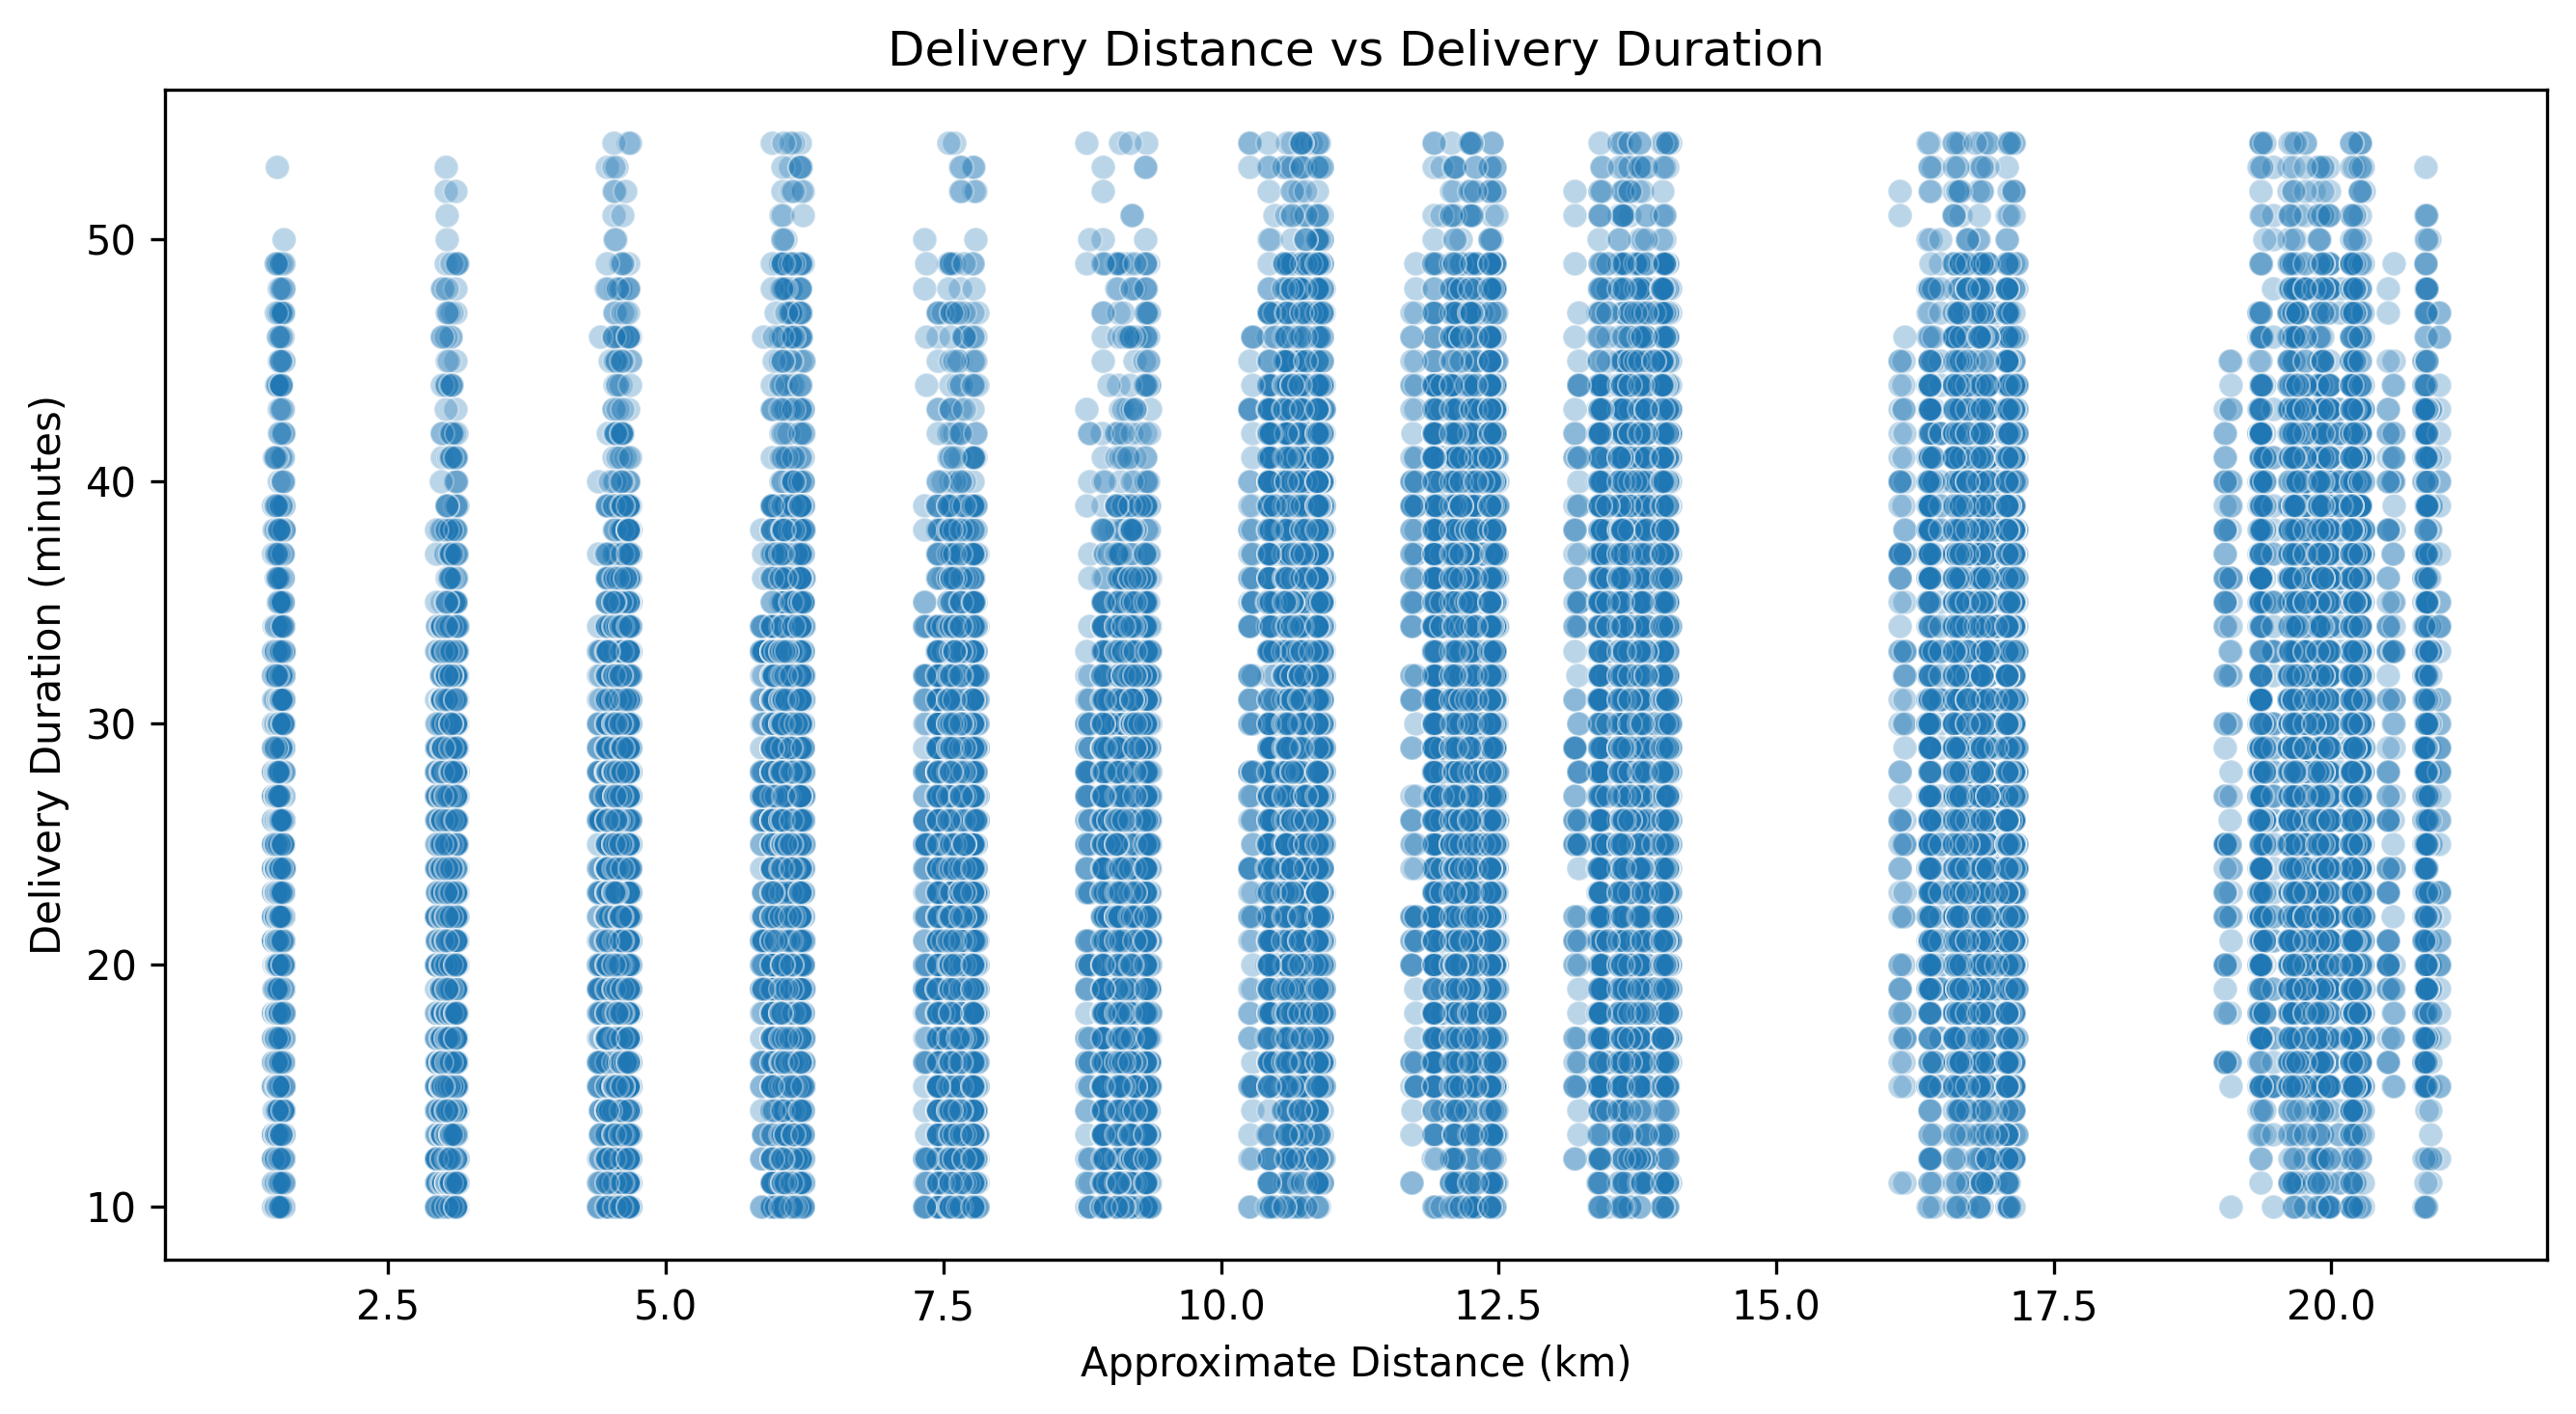 Delivery Distance vs Delivery Duration
Delivery Duration (minutes)
50
40
30
20
10
2.5 5.0 7.5 10.0 12.5 15.0 17.5 20.0
Approximate Distance (km)